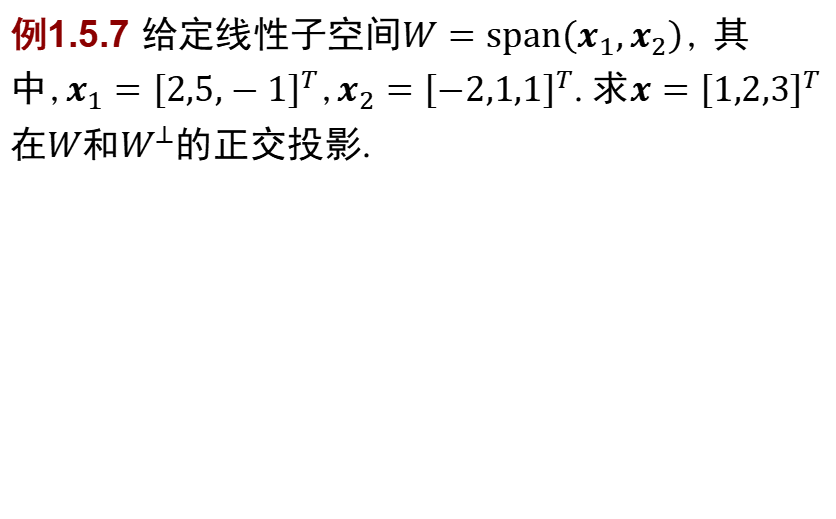 例1.5.7 给定线性子空间W = span(x₁,x₂), 其
中, x₁ = [2,5, − 1]ᵀ, x₂ = [−2,1,1]ᵀ. 求x = [1,2,3]ᵀ
在W和W⊥的正交投影.